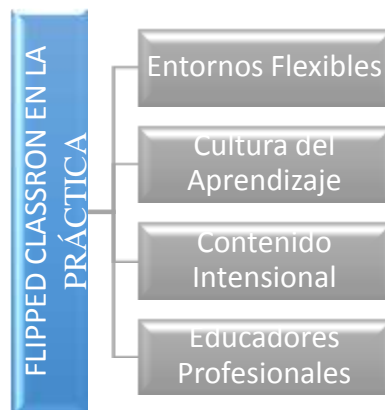 FLIPPED CLASSRON EN LA
PRÁCTICA
Entornos Flexibles
Cultura del
Aprendizaje
Contenido
Intensional
Educadores
Profesionales